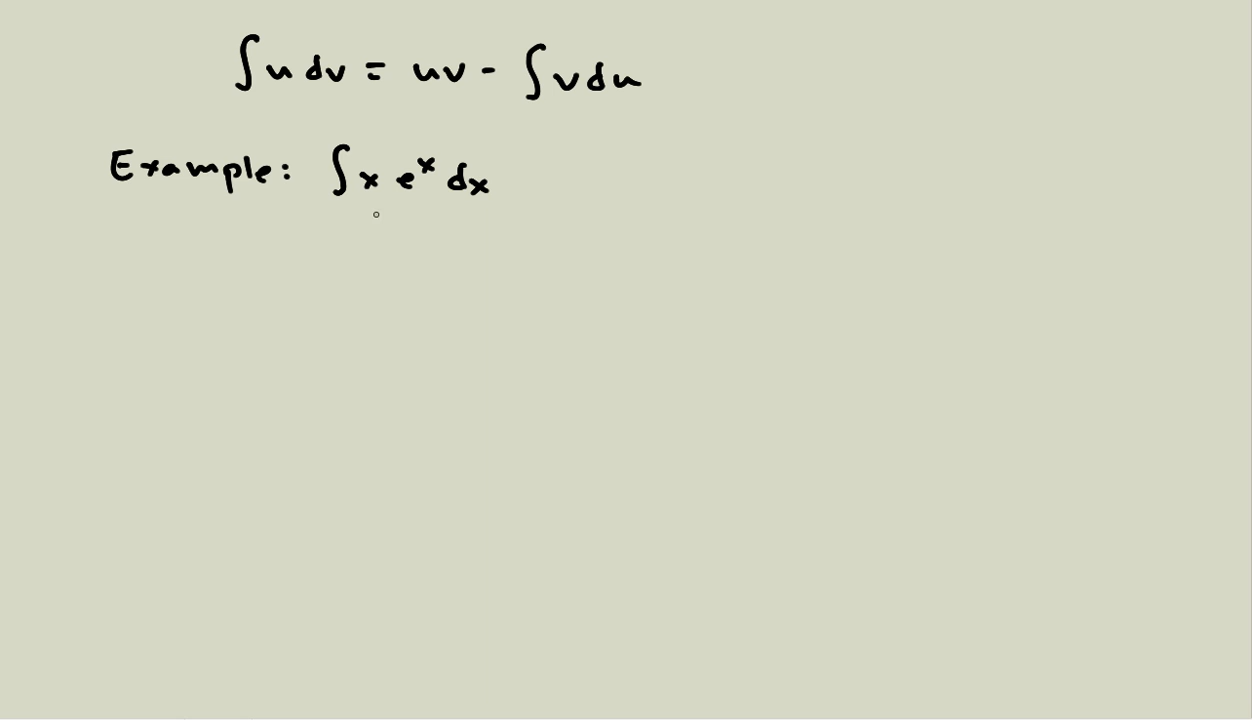 ∫ u dv = uv - ∫ v du
Example: ∫ x eˣ dx